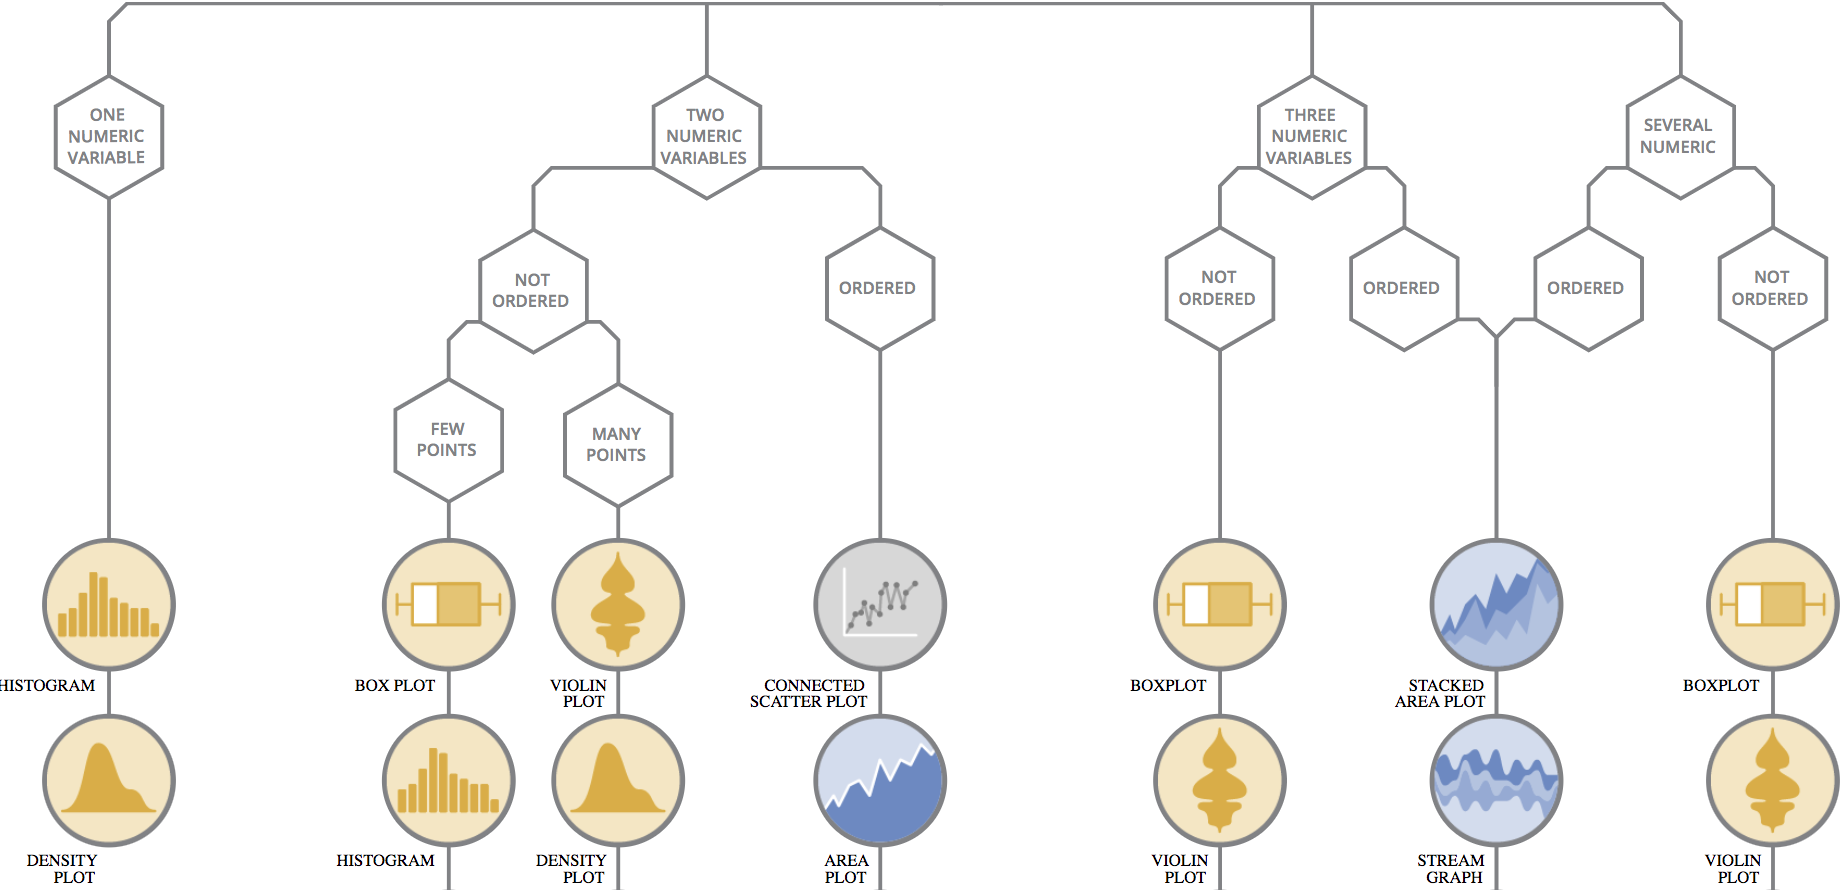 ONE
NUMERIC
VARIABLE
TWO
NUMERIC
VARIABLES
THREE
NUMERIC
VARIABLES
SEVERAL
NUMERIC
NOT
ORDERED
ORDERED
NOT
ORDERED
ORDERED
ORDERED
NOT
ORDERED
FEW
POINTS
MANY
POINTS
HISTOGRAM
BOX PLOT
VIOLIN
PLOT
CONNECTED
SCATTER PLOT
BOXPLOT
STACKED
AREA PLOT
BOXPLOT
DENSITY
PLOT
HISTOGRAM
DENSITY
PLOT
AREA
PLOT
VIOLIN
PLOT
STREAM
GRAPH
VIOLIN
PLOT